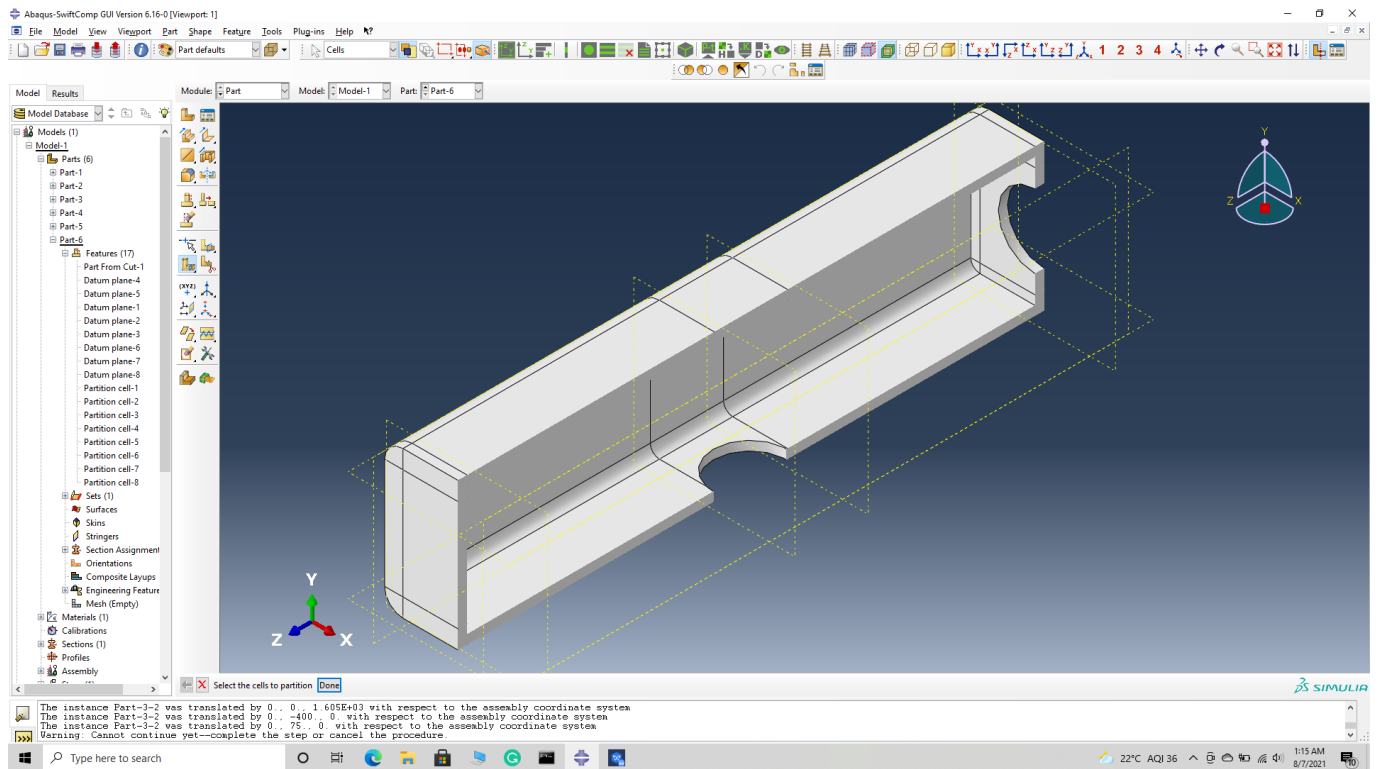 Abaqus-SwiftComp GUI Version 6.16-0 [Viewport: 1]
File Model View Viewport Part Shape Feature Tools Plug-ins Help
Part defaults Cells 1 2 3 4
Model Results Module: Part Model: Model-1 Part: Part-6
Model Database
Models (1)
Model-1
Parts (6)
Part-1
Part-2
Part-3
Part-4
Part-5
Part-6
Features (17)
Part From Cut-1
Datum plane-4
Datum plane-5
Datum plane-1
Datum plane-2
Datum plane-3
Datum plane-6
Datum plane-7
Datum plane-8
Partition cell-1
Partition cell-2
Partition cell-3
Partition cell-4
Partition cell-5
Partition cell-6
Partition cell-7
Partition cell-8
Sets (1)
Surfaces
Skins
Stringers
Section Assignment
Orientations
Composite Layups
Engineering Feature
Mesh (Empty)
Materials (1)
Calibrations
Sections (1)
Profiles
Assembly
(XYZ)
Y
Z X
Y
Z X
Select the cells to partition Done
SIMULIA
The instance Part-3-2 was translated by 0., 0., 1.605E+03 with respect to the assembly coordinate system
The instance Part-3-2 was translated by 0., -400., 0. with respect to the assembly coordinate system
The instance Part-3-2 was translated by 0., 75., 0. with respect to the assembly coordinate system
Warning: Cannot continue yet--complete the step or cancel the procedure.
Type here to search
22°C AQI 36
1:15 AM
8/7/2021
10